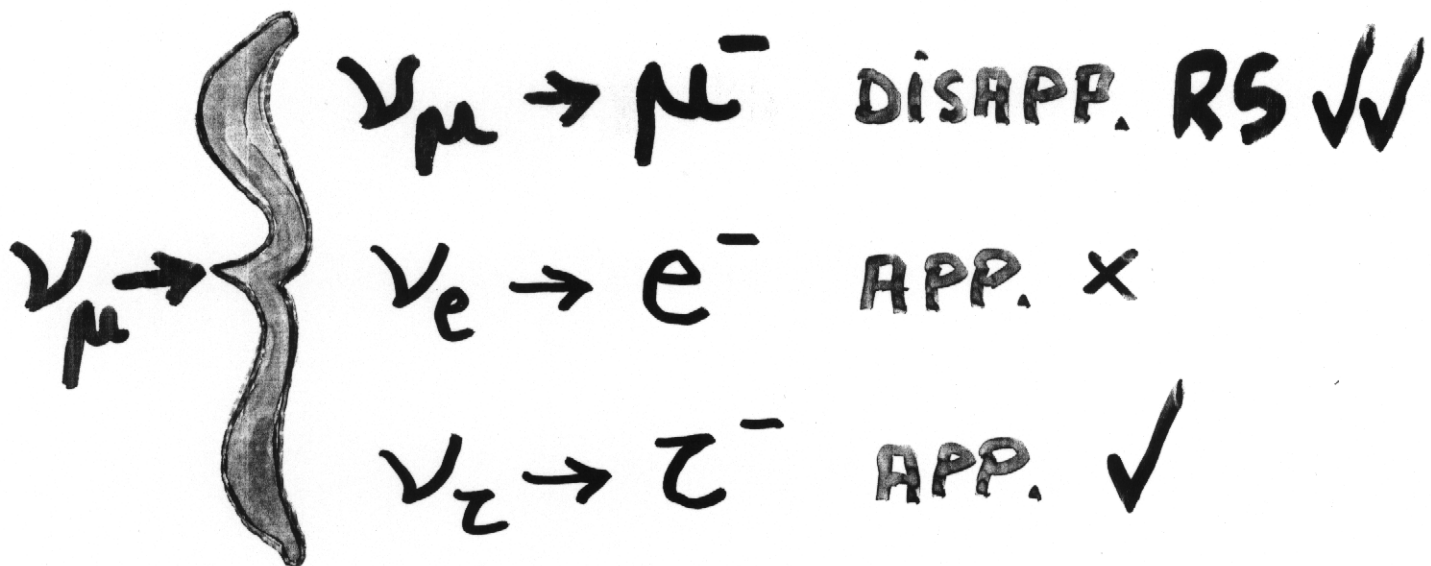 ν_μ → μ⁻ DiSAPP. RS ✓✓
ν_μ → { ν_e → e⁻ APP. ×
ν_τ → τ⁻ APP. ✓